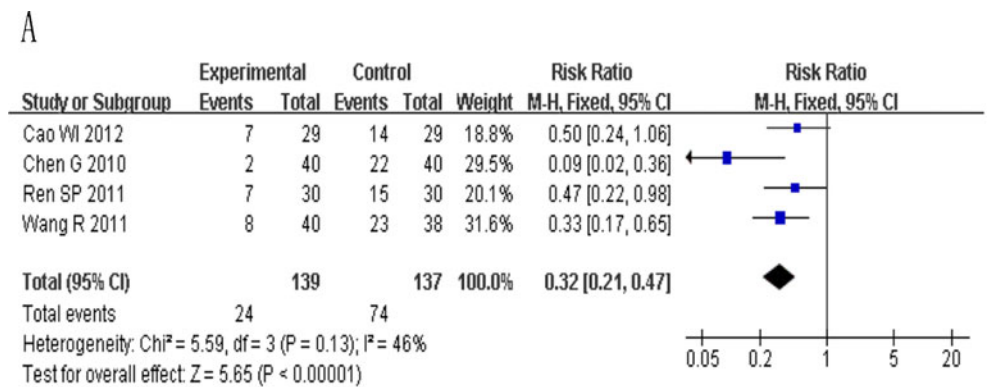 A
Experimental Control Risk Ratio Risk Ratio
Study or Subgroup Events Total Events Total Weight M-H, Fixed, 95% CI M-H, Fixed, 95% CI
Cao WI 2012 7 29 14 29 18.8% 0.50 [0.24, 1.06]
Chen G 2010 2 40 22 40 29.5% 0.09 [0.02, 0.36]
Ren SP 2011 7 30 15 30 20.1% 0.47 [0.22, 0.98]
Wang R 2011 8 40 23 38 31.6% 0.33 [0.17, 0.65]
Total (95% CI) 139 137 100.0% 0.32 [0.21, 0.47]
Total events 24 74
Heterogeneity: Chi² = 5.59, df = 3 (P = 0.13); I² = 46%
Test for overall effect: Z = 5.65 (P < 0.00001)
0.05 0.2 1 5 20